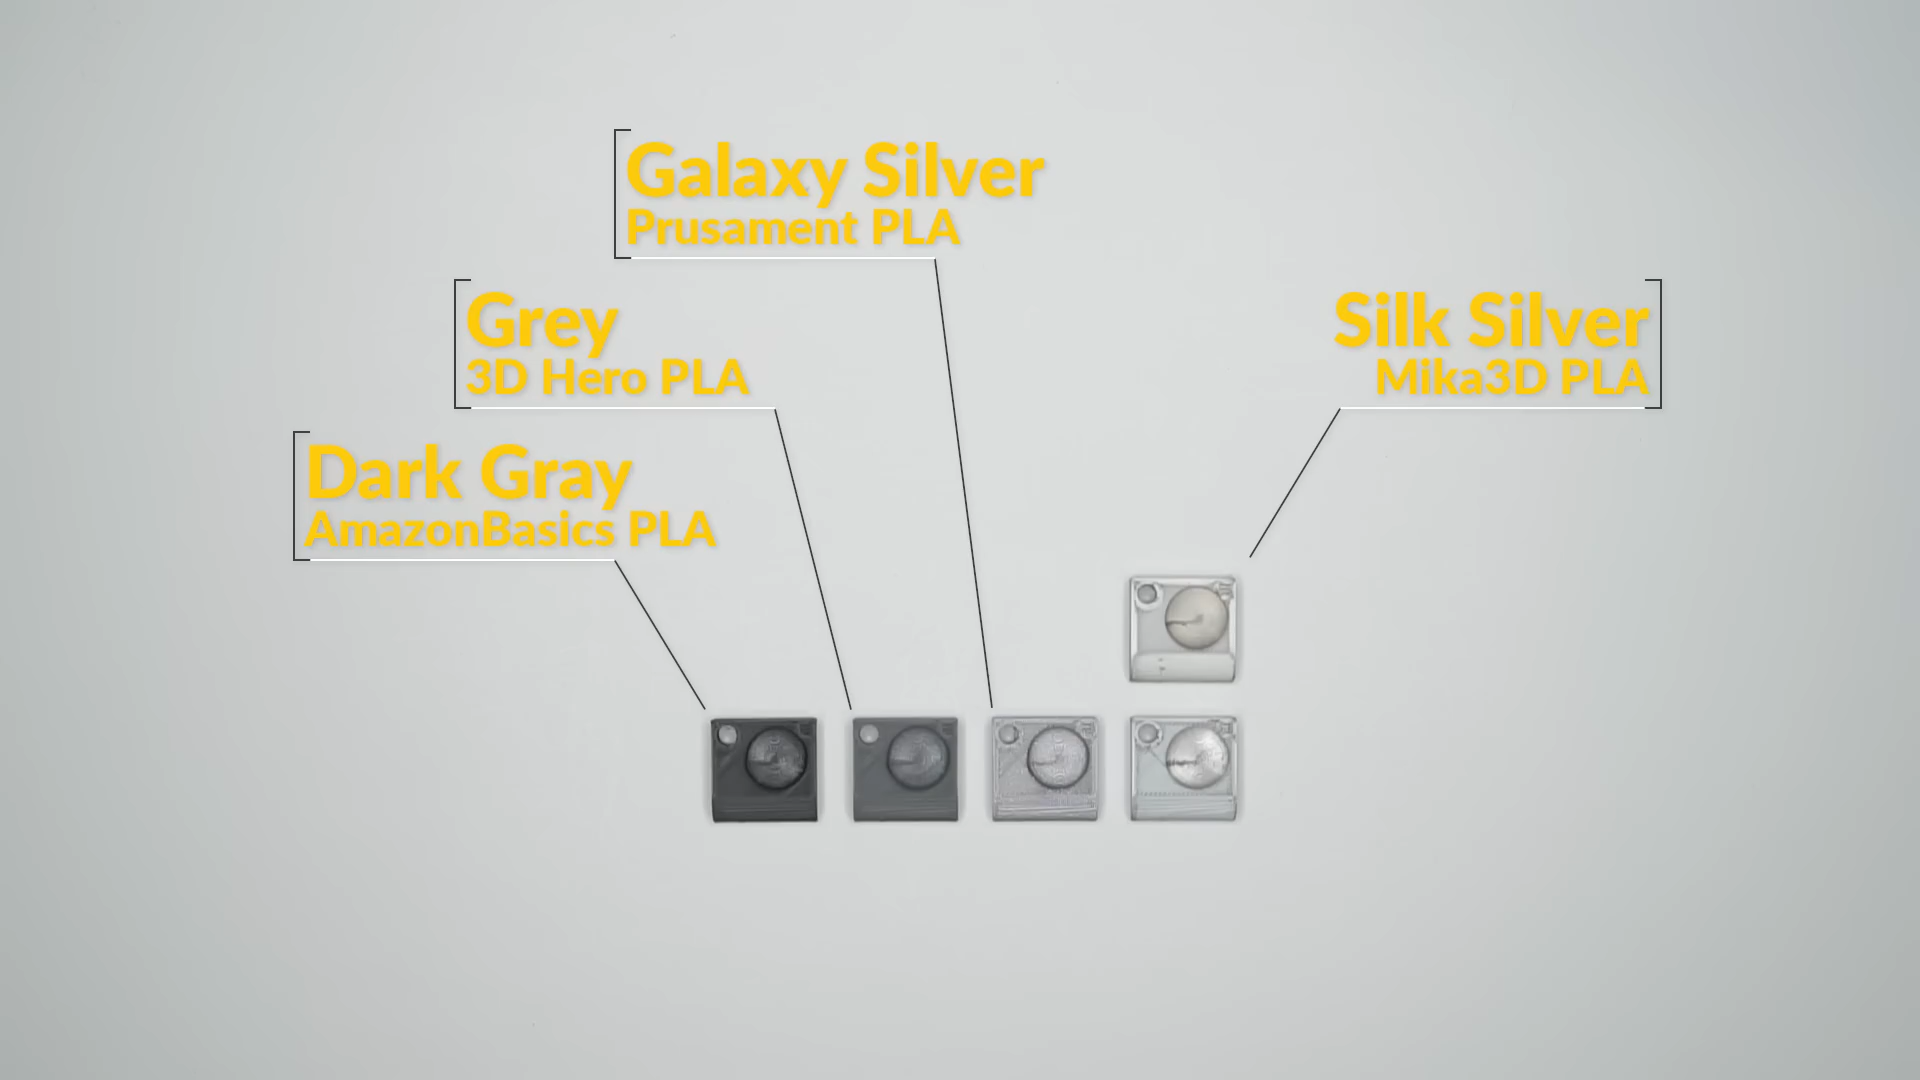 Galaxy Silver
Prusament PLA
Grey
3D Hero PLA
Silk Silver
Mika3D PLA
Dark Gray
AmazonBasics PLA